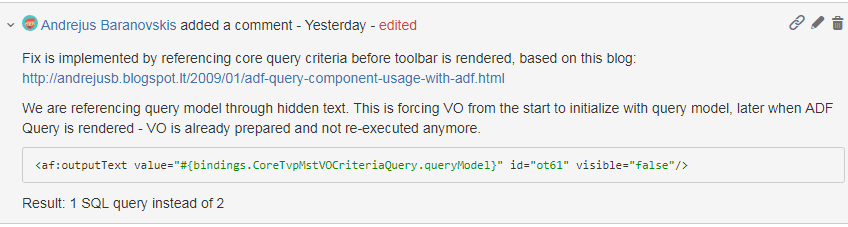 Andrejus Baranovskis added a comment - Yesterday - edited
Fix is implemented by referencing core query criteria before toolbar is rendered, based on this blog:
http://andrejusb.blogspot.lt/2009/01/adf-query-component-usage-with-adf.html
We are referencing query model through hidden text. This is forcing VO from the start to initialize with query model, later when ADF
Query is rendered - VO is already prepared and not re-executed anymore.
<af:outputText value="#{bindings.CoreTvpMstVOCriteriaQuery.queryModel}" id="ot61" visible="false"/>
Result: 1 SQL query instead of 2